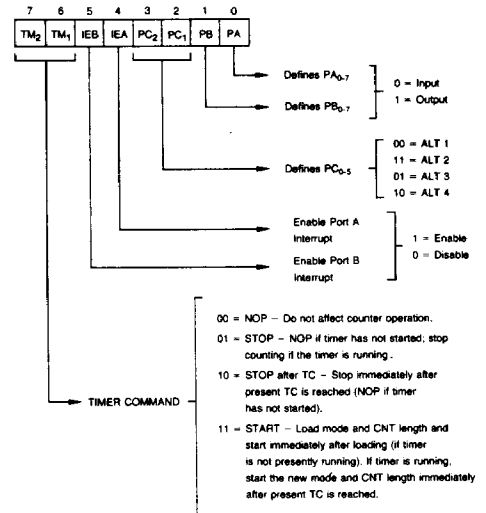 7 6 5 4 3 2 1 0
TM₂ TM₁ IEB IEA PC₂ PC₁ PB PA
Defines PA₀₋₇
0 = Input
1 = Output
Defines PB₀₋₇
Defines PC₀₋₅
00 = ALT 1
11 = ALT 2
01 = ALT 3
10 = ALT 4
Enable Port A
Interrupt
1 = Enable
0 = Disable
Enable Port B
Interrupt
TIMER COMMAND
00 = NOP – Do not affect counter operation.
01 = STOP – NOP if timer has not started; stop
counting if the timer is running.
10 = STOP after TC – Stop immediately after
present TC is reached (NOP if timer
has not started).
11 = START – Load mode and CNT length and
start immediately after loading (if timer
is not presently running). If timer is running,
start the new mode and CNT length immediately
after present TC is reached.